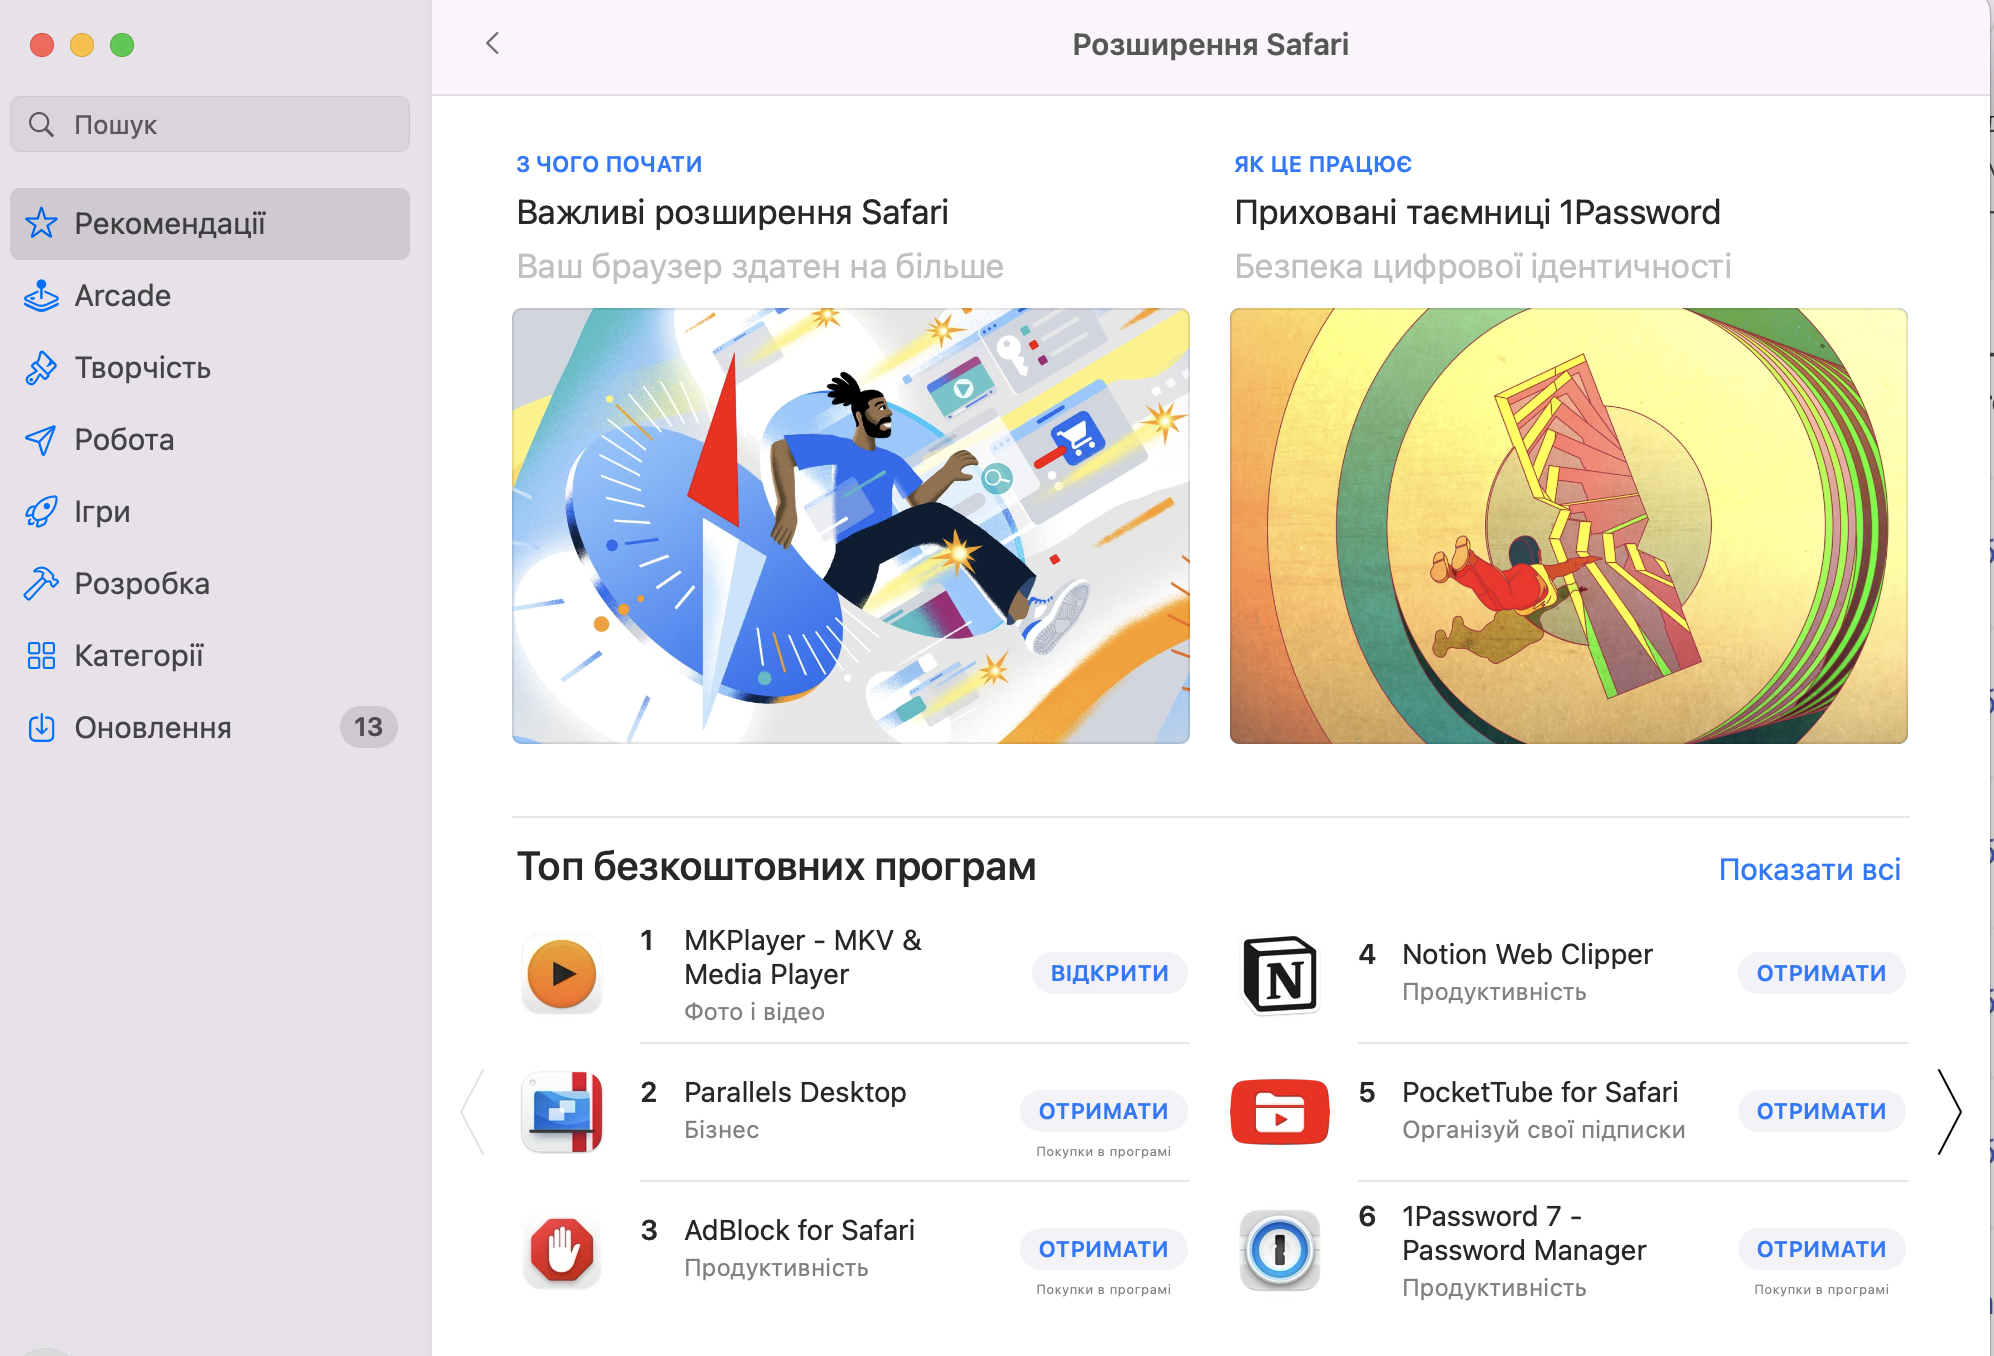 Розширення Safari
Пошук
Рекомендації
Arcade
Творчість
Робота
Ігри
Розробка
Категорії
Оновлення
13
З ЧОГО ПОЧАТИ
Важливі розширення Safari
Ваш браузер здатен на більше
ЯК ЦЕ ПРАЦЮЄ
Приховані таємниці 1Password
Безпека цифрової ідентичності
Топ безкоштовних програм
Показати всі
1
MKPlayer - MKV &
Media Player
Фото і відео
ВІДКРИТИ
2
Parallels Desktop
Бізнес
ОТРИМАТИ
Покупки в програмі
3
AdBlock for Safari
Продуктивність
ОТРИМАТИ
Покупки в програмі
4
Notion Web Clipper
Продуктивність
ОТРИМАТИ
5
PocketTube for Safari
Організуй свої підписки
ОТРИМАТИ
6
1Password 7 -
Password Manager
Продуктивність
ОТРИМАТИ
Покупки в програмі